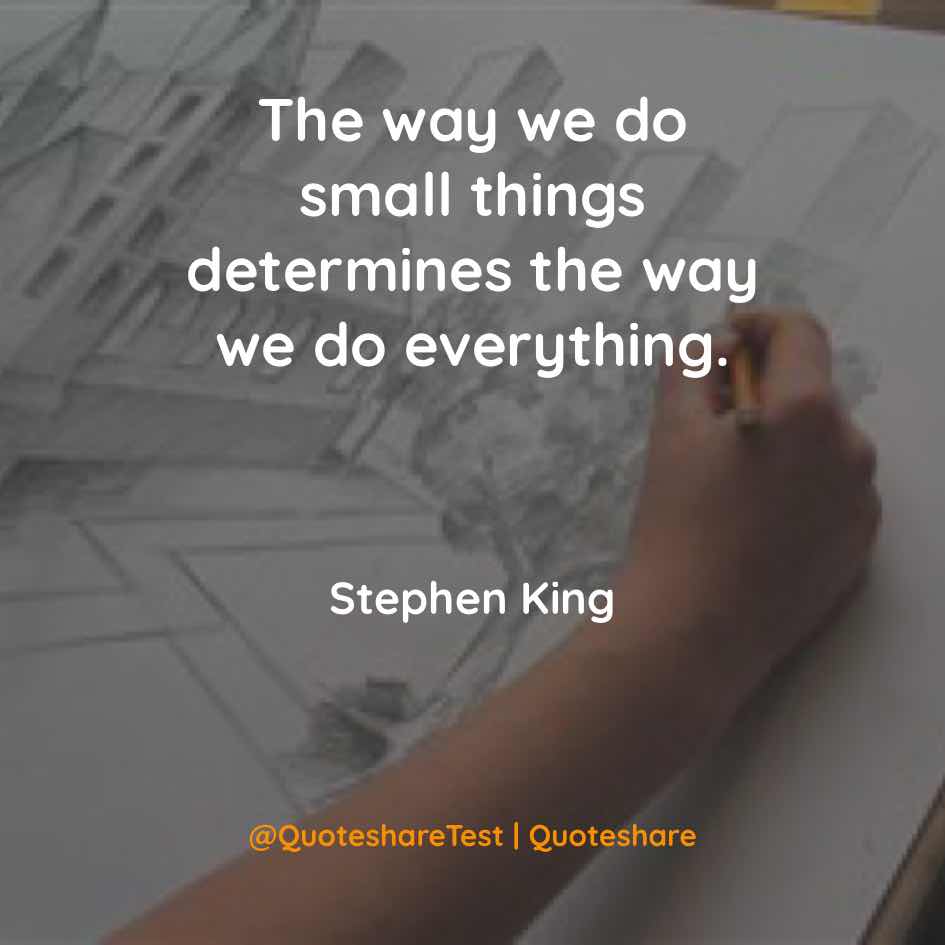 The way we do
small things
determines the way
we do everything.
Stephen King
@QuoteshareTest | Quoteshare